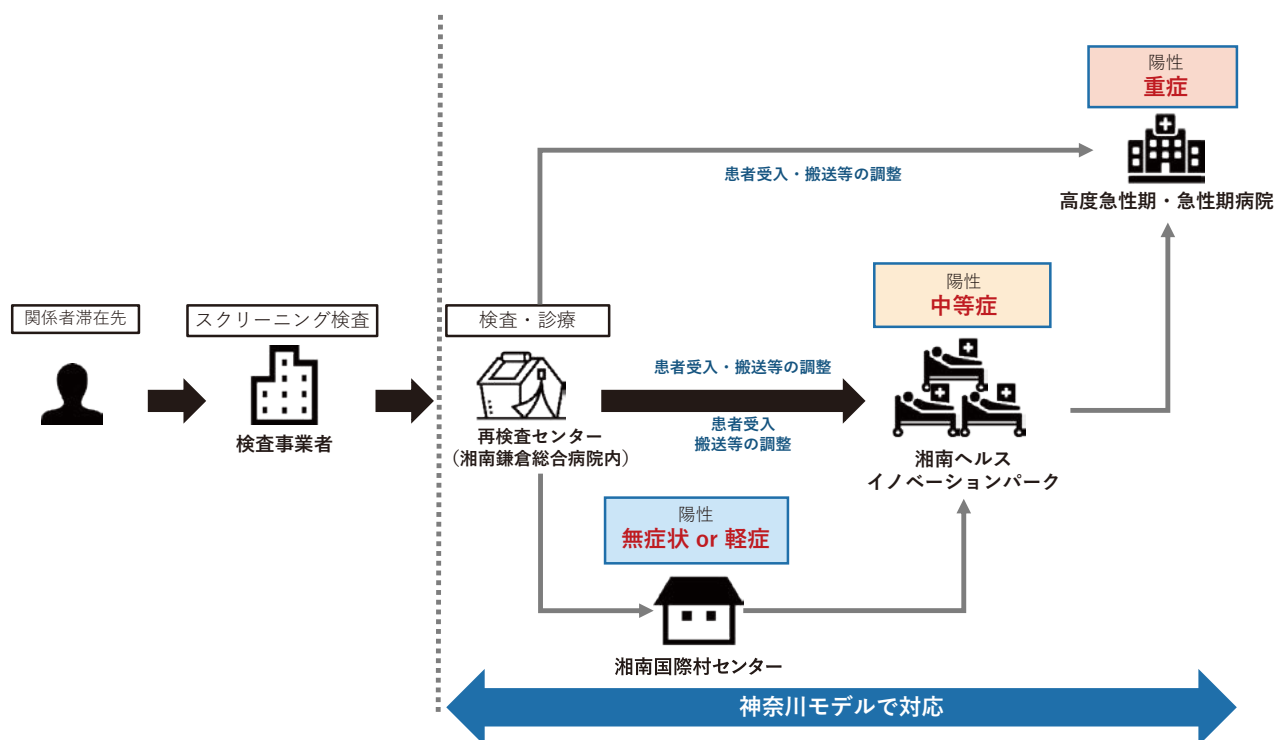 陽性
重症
患者受入・搬送等の調整
高度急性期・急性期病院
陽性
中等症
関係者滞在先
スクリーニング検査
検査・診療
患者受入・搬送等の調整
患者受入
搬送等の調整
検査事業者
再検査センター
（湘南鎌倉総合病院内）
湘南ヘルス
イノベーションパーク
陽性
無症状 or 軽症
湘南国際村センター
神奈川モデルで対応